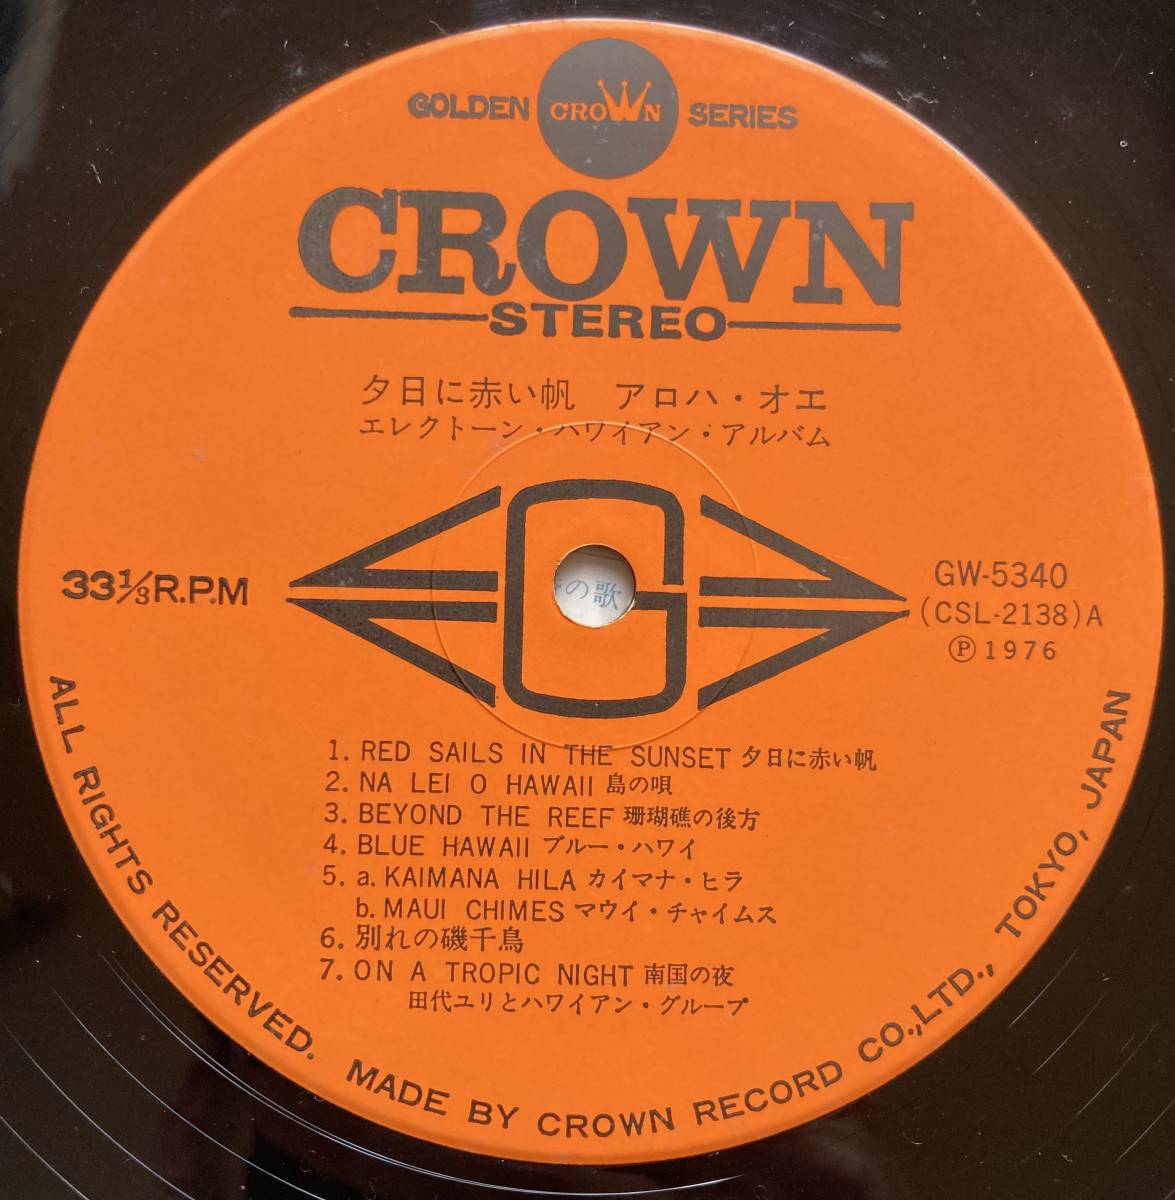 GOLDEN CROWN SERIES
CROWN
STEREO
夕日に赤い帆 アロハ・オエ
エレクトーン・ハワイアン・アルバム
G
33⅓R.P.M
の歌
GW-5340
(CSL-2138)A
Ⓟ1976
1. RED SAILS IN THE SUNSET 夕日に赤い帆
2. NA LEI O HAWAII 島の唄
3. BEYOND THE REEF 珊瑚礁の後方
4. BLUE HAWAII ブルー・ハワイ
5. a. KAIMANA HILA カイマナ・ヒラ
b. MAUI CHIMES マウイ・チャイムス
6. 別れの磯千鳥
7. ON A TROPIC NIGHT 南国の夜
田代ユリとハワイアン・グループ
ALL RIGHTS RESERVED. MADE BY CROWN RECORD CO.,LTD., TOKYO, JAPAN